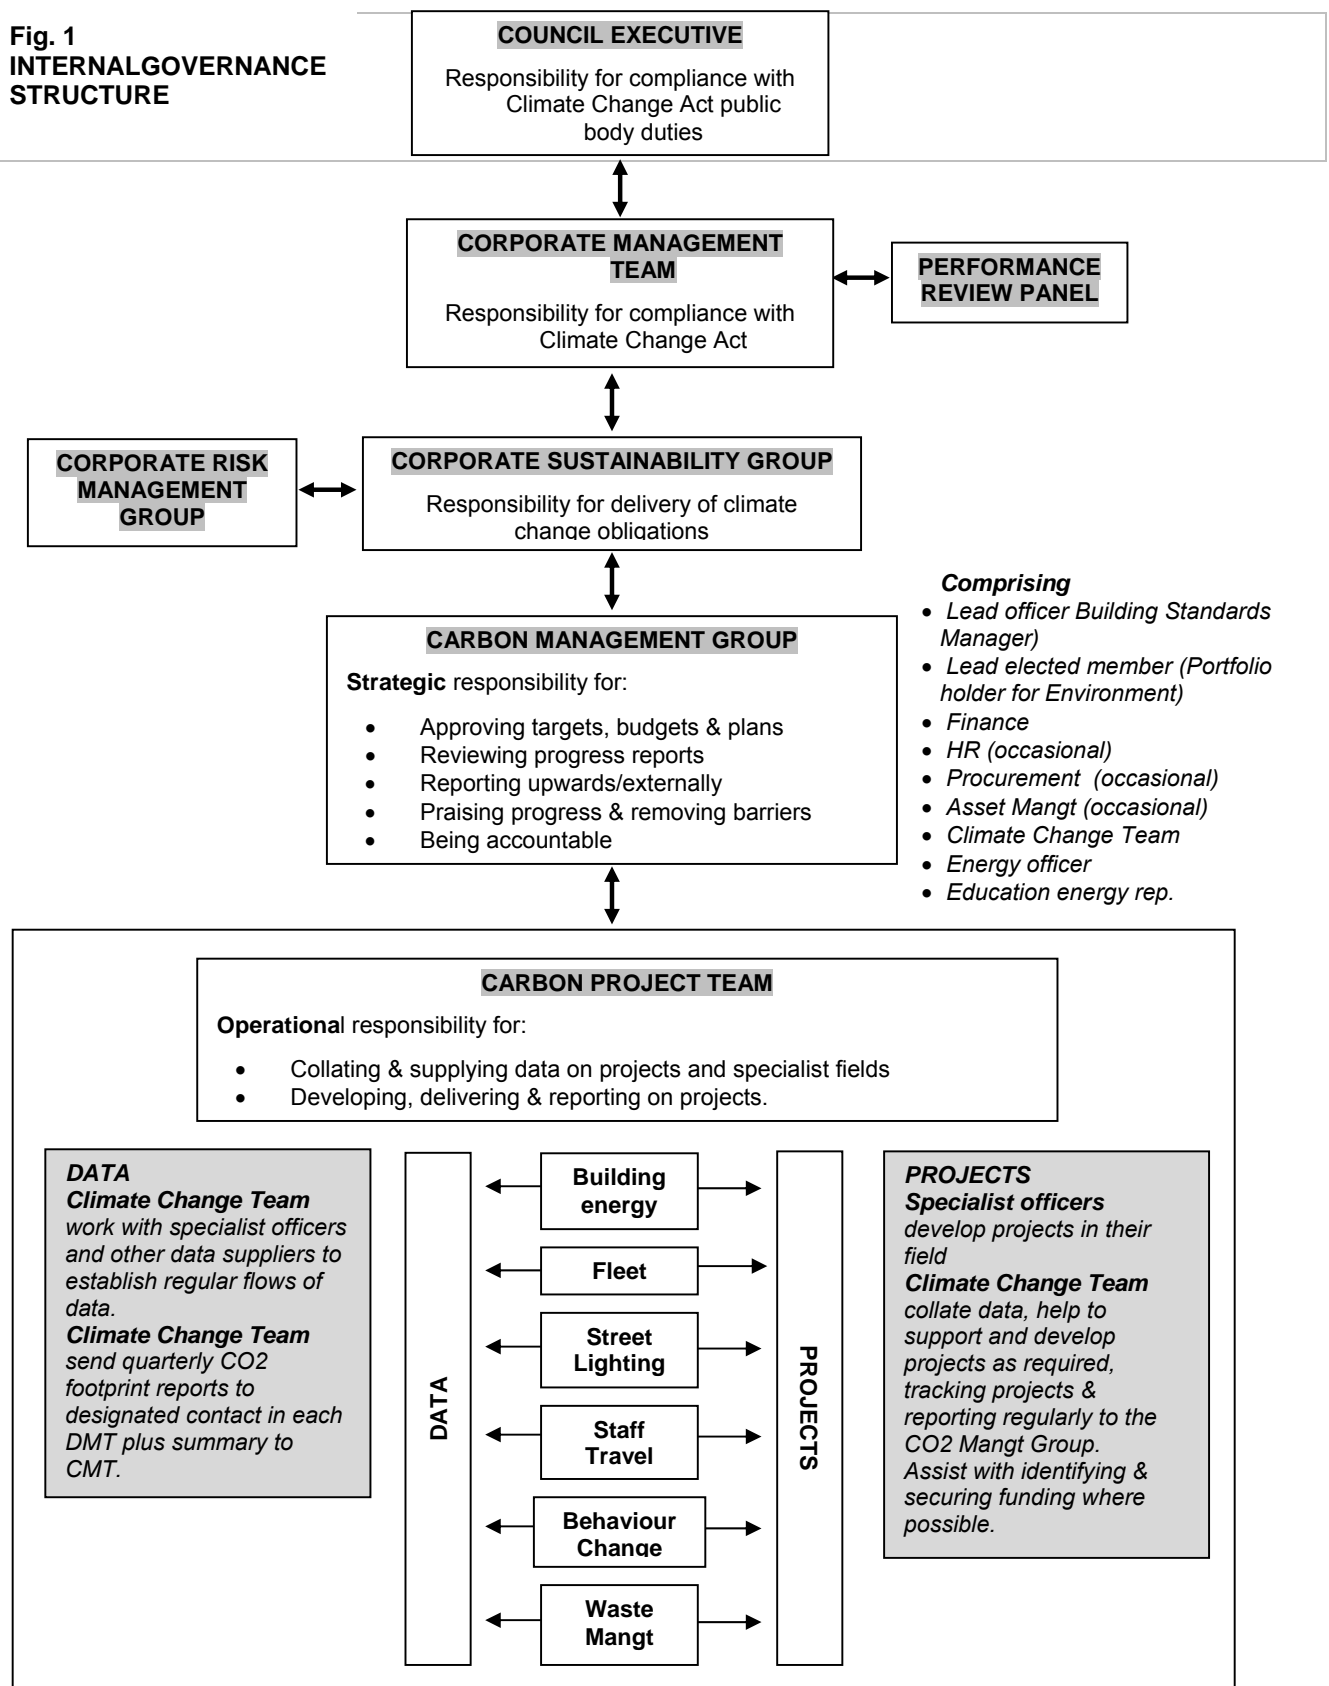 Fig. 1
INTERNALGOVERNANCE
STRUCTURE
COUNCIL EXECUTIVE
Responsibility for compliance with
Climate Change Act public
body duties
CORPORATE MANAGEMENT
TEAM
Responsibility for compliance with
Climate Change Act
PERFORMANCE
REVIEW PANEL
CORPORATE RISK
MANAGEMENT
GROUP
CORPORATE SUSTAINABILITY GROUP
Responsibility for delivery of climate
change obligations
CARBON MANAGEMENT GROUP
Strategic responsibility for:
• Approving targets, budgets & plans
• Reviewing progress reports
• Reporting upwards/externally
• Praising progress & removing barriers
• Being accountable
Comprising
• Lead officer Building Standards
Manager)
• Lead elected member (Portfolio
holder for Environment)
• Finance
• HR (occasional)
• Procurement (occasional)
• Asset Mangt (occasional)
• Climate Change Team
• Energy officer
• Education energy rep.
CARBON PROJECT TEAM
Operational responsibility for:
• Collating & supplying data on projects and specialist fields
• Developing, delivering & reporting on projects.
DATA
Climate Change Team
work with specialist officers
and other data suppliers to
establish regular flows of
data.
Climate Change Team
send quarterly CO2
footprint reports to
designated contact in each
DMT plus summary to
CMT.
DATA
Building
energy
Fleet
Street
Lighting
Staff
Travel
Behaviour
Change
Waste
Mangt
PROJECTS
PROJECTS
Specialist officers
develop projects in their
field
Climate Change Team
collate data, help to
support and develop
projects as required,
tracking projects &
reporting regularly to the
CO2 Mangt Group.
Assist with identifying &
securing funding where
possible.